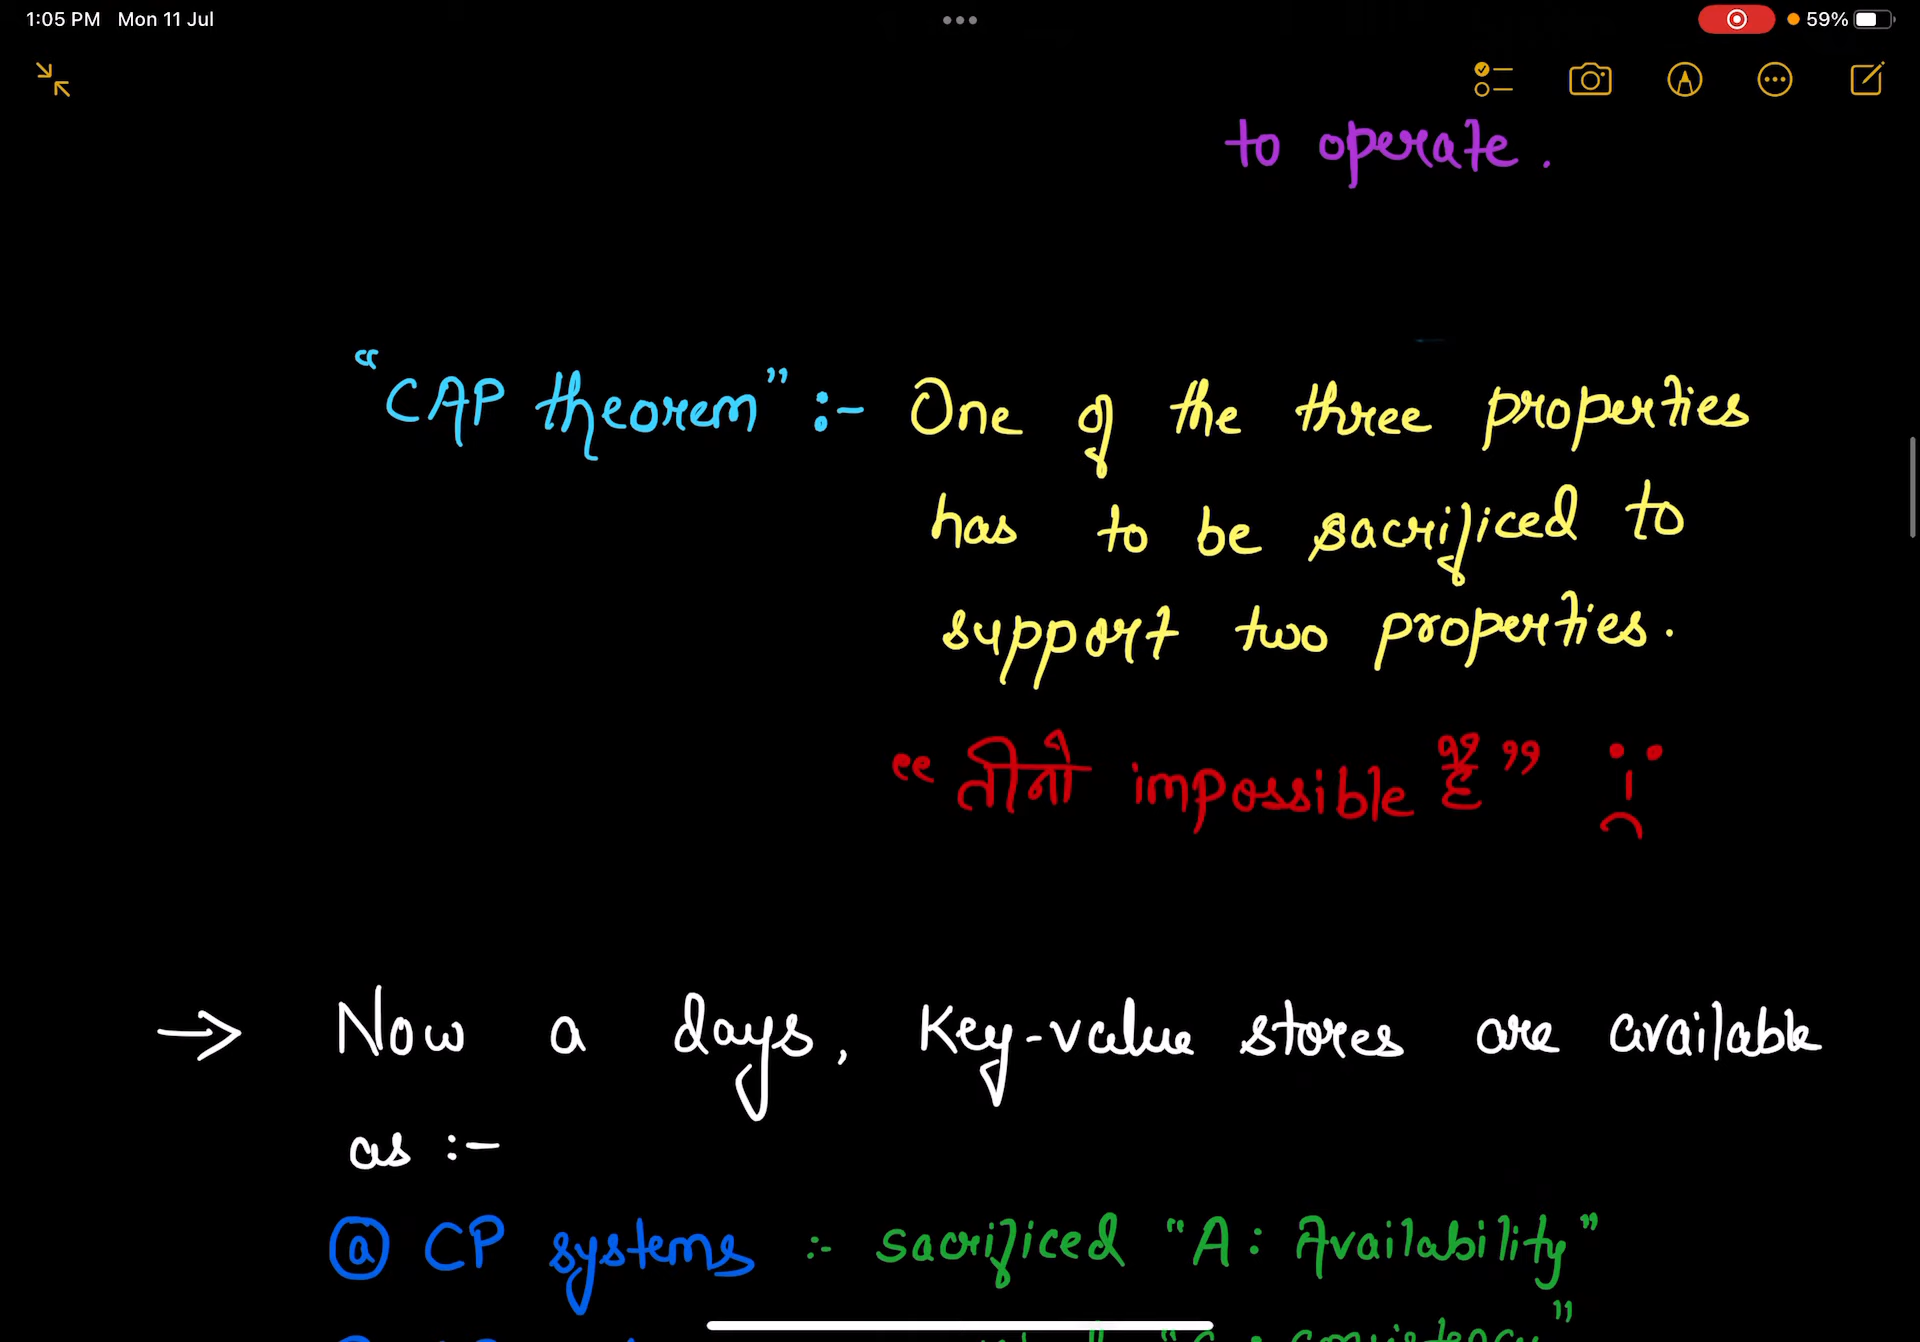 1:05 PM Mon 11 Jul
59%
to operate.
"CAP theorem" :- One of the three properties
has to be sacrificed to
support two properties.
"तीनों impossible हैं"
Now a days, Key-value stores are available
as :-
(a) CP systems :- sacrificed "A: Availability"
"C: consistency"